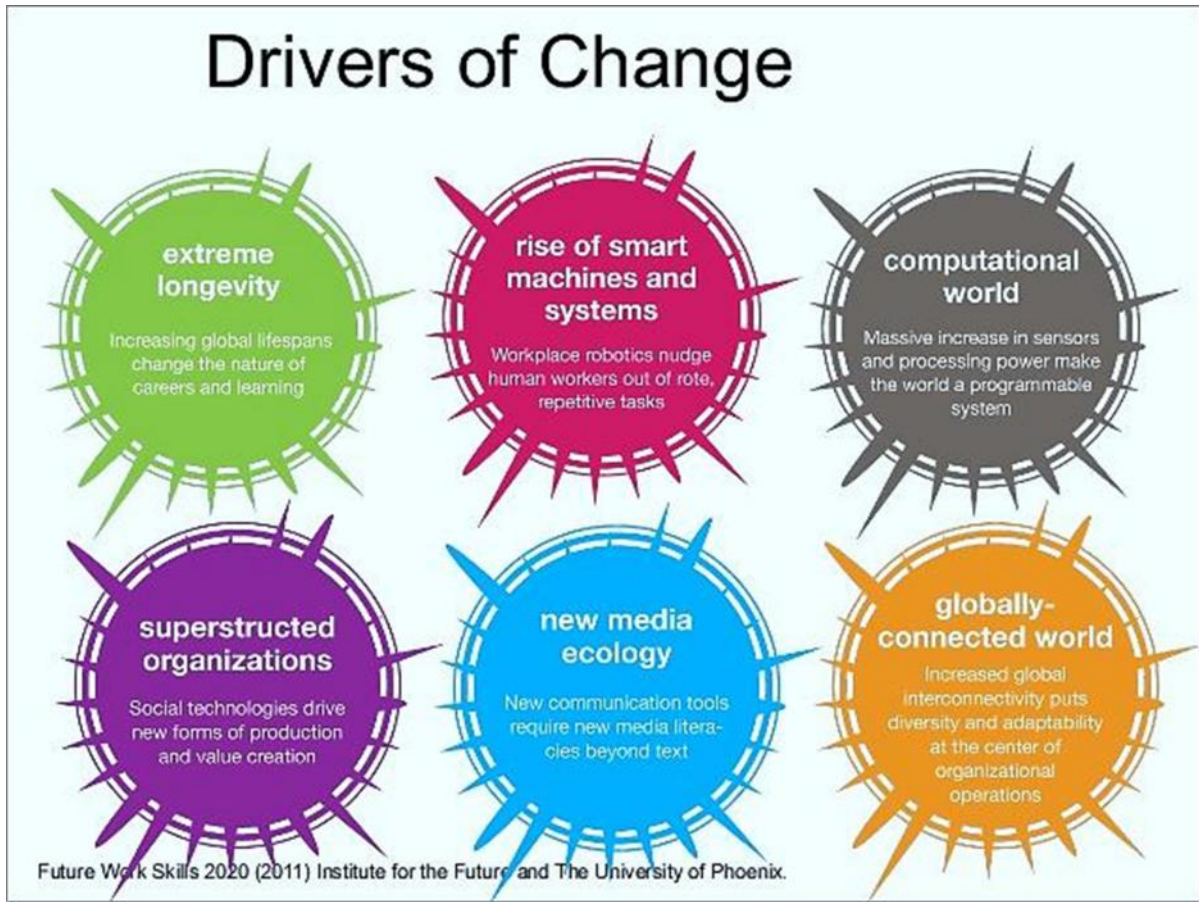 Drivers of Change
extreme
longevity
Increasing global lifespans
change the nature of
careers and learning
rise of smart
machines and
systems
Workplace robotics nudge
human workers out of rote,
repetitive tasks
computational
world
Massive increase in sensors
and processing power make
the world a programmable
system
superstructed
organizations
Social technologies drive
new forms of production
and value creation
new media
ecology
New communication tools
require new media litera-
cies beyond text
globally-
connected world
Increased global
interconnectivity puts
diversity and adaptability
at the center of
organizational
operations
Future Work Skills 2020 (2011) Institute for the Future and The University of Phoenix.